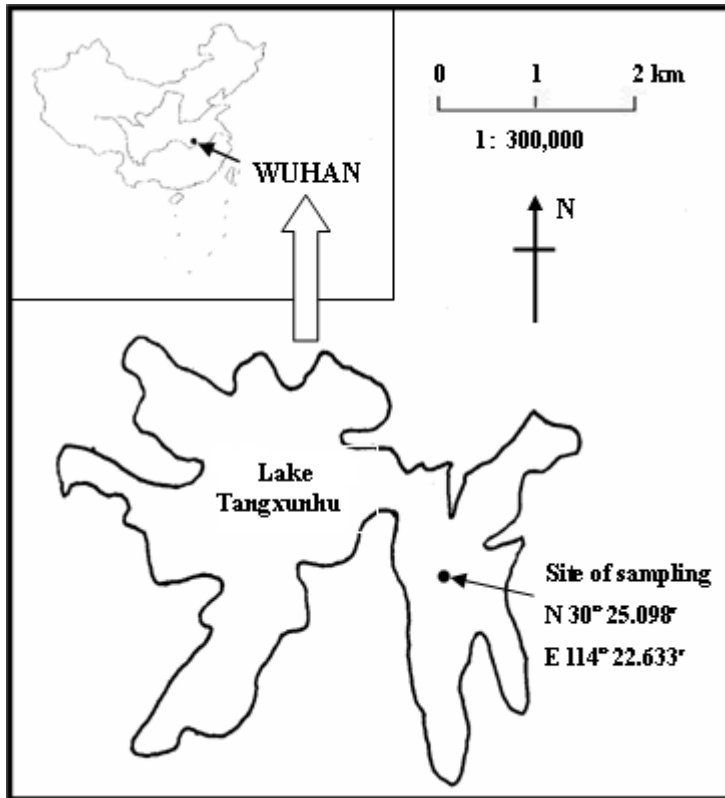 0 1 2 km
1: 300,000
WUHAN
N
Lake
Tangxunhu
Site of sampling
N 30° 25.098'
E 114° 22.633'